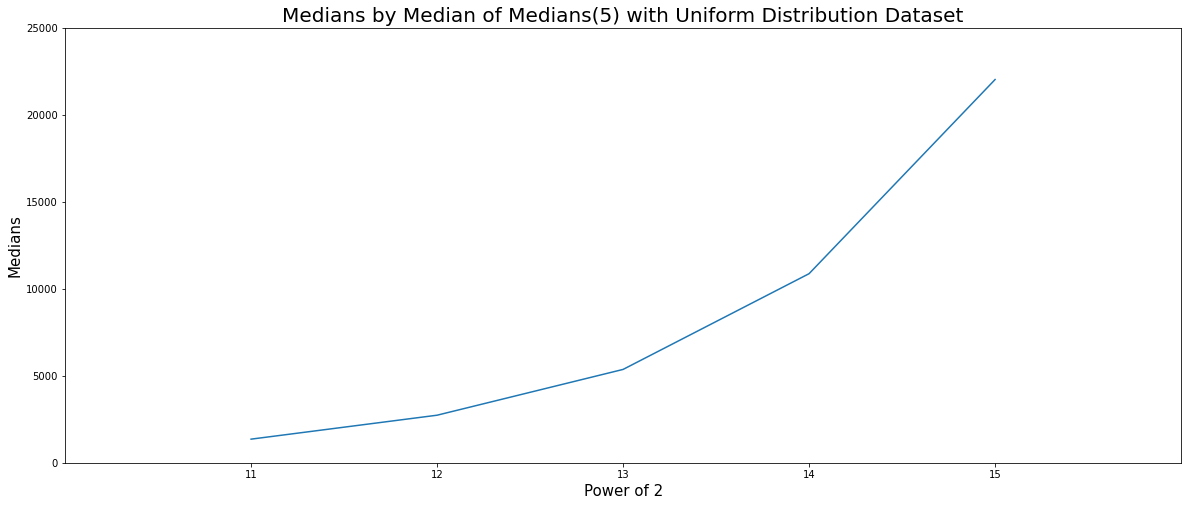 Medians by Median of Medians(5) with Uniform Distribution Dataset
25000
20000
15000
10000
5000
0
Medians
11 12 13 14 15
Power of 2